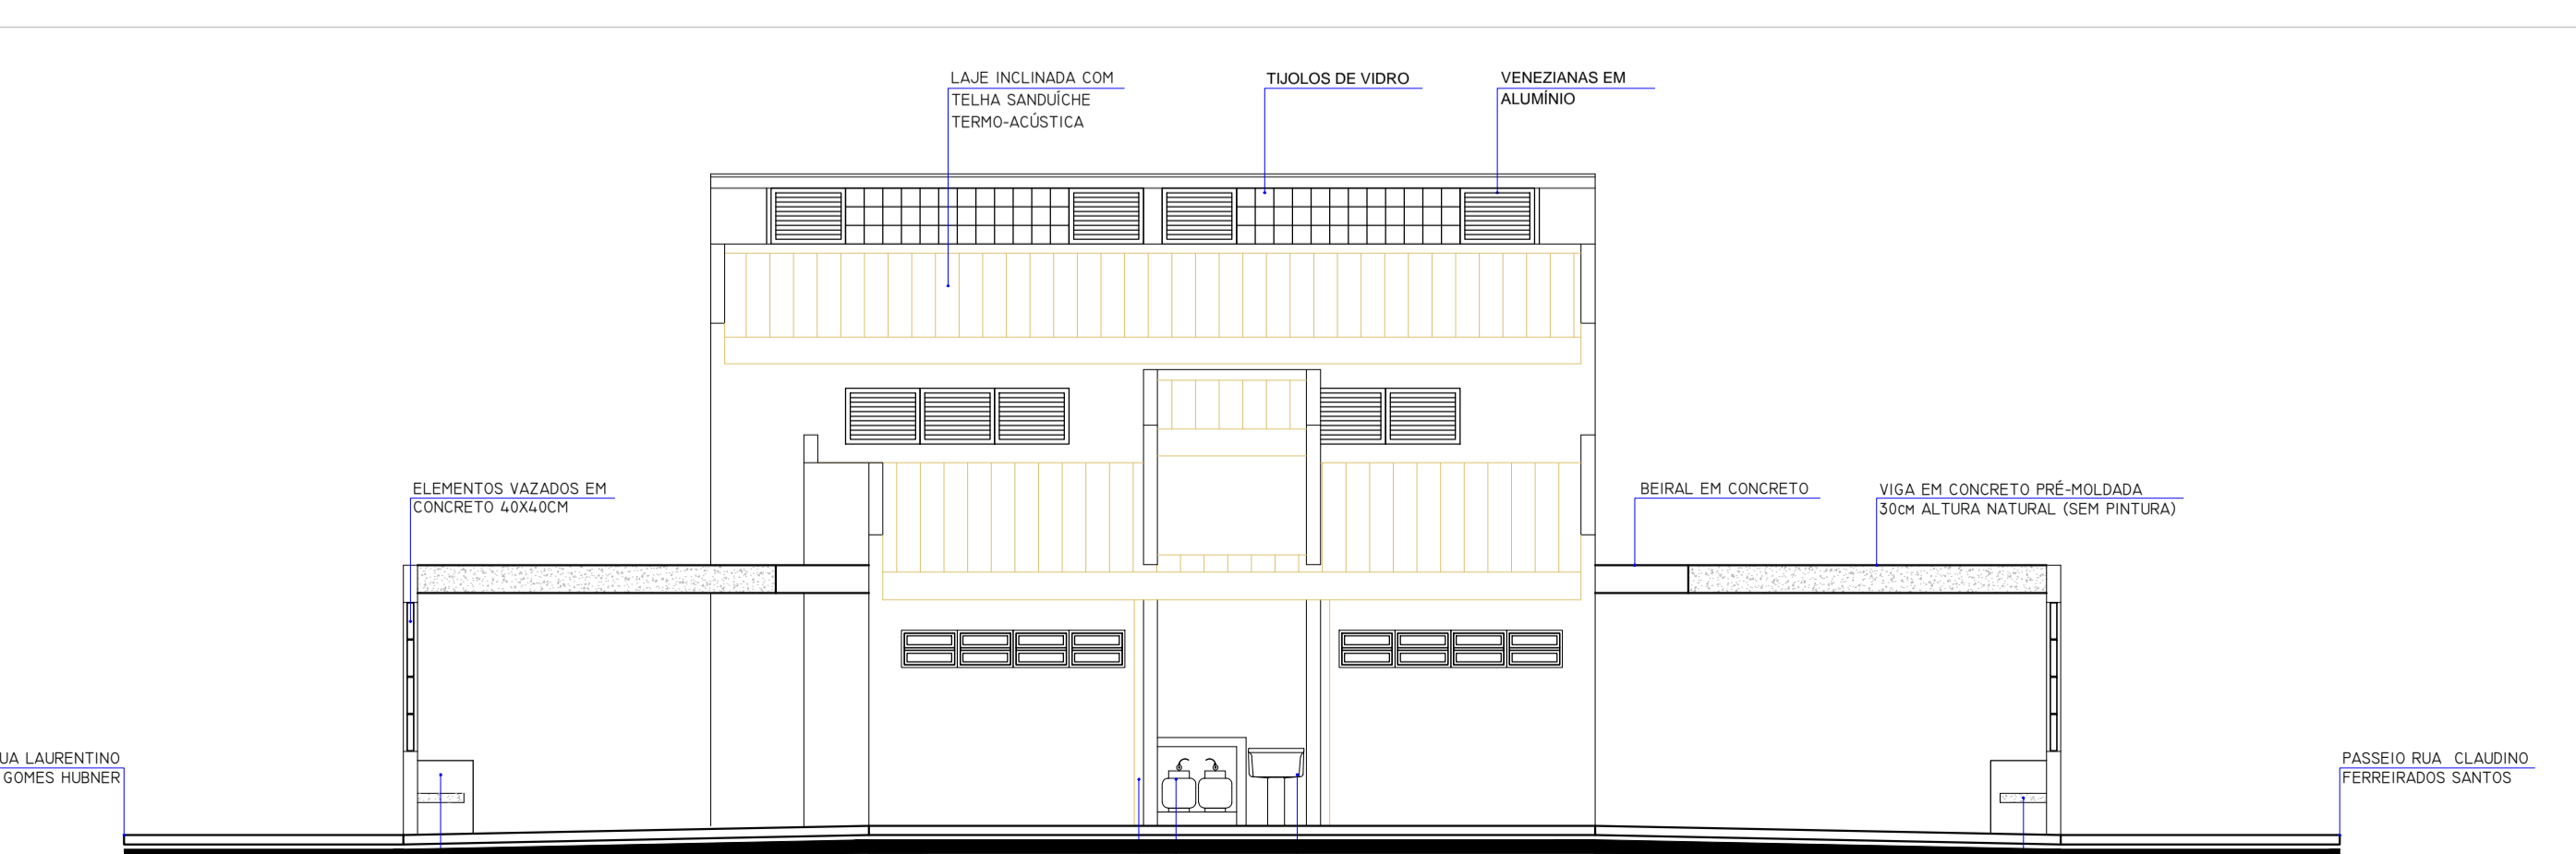 LAJE INCLINADA COM
TELHA SANDUÍCHE
TERMO-ACÚSTICA
TIJOLOS DE VIDRO
VENEZIANAS EM
ALUMÍNIO
ELEMENTOS VAZADOS EM
CONCRETO 40X40CM
BEIRAL EM CONCRETO
VIGA EM CONCRETO PRÉ-MOLDADA
30CM ALTURA NATURAL (SEM PINTURA)
UA LAURENTINO
GOMES HUBNER
PASSEIO RUA CLAUDINO
FERREIRADOS SANTOS